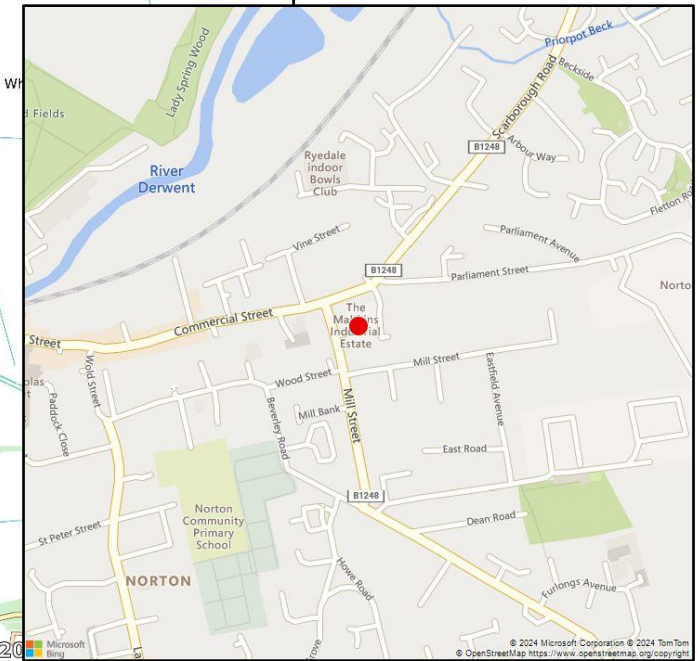 Priorpot Beck
Beckside
Lady Spring Wood
d Fields
Scarborough Road
B1248
Arbour Way
Ryedale
indoor
Bowls
Club
River
Derwent
Fletton
Vine Street
Parliament Avenue
B1248
Parliament Street
Norto
The
Industrial
Estate
Commercial Street
Street
Mill Street
Wold Street
Wood Street
Eastfield Avenue
Paddock Close
Beverley Road
Mill Bank
Mill Street
East Road
B1248
Norton
Community
Primary
School
Dean Road
St Peter Street
NORTON
Howe Road
Furlongs Avenue
20
Microsoft
Bing
© 2024 Microsoft Corporation © 2024 TomTom
© OpenStreetMap https://www.openstreetmap.org/copyright